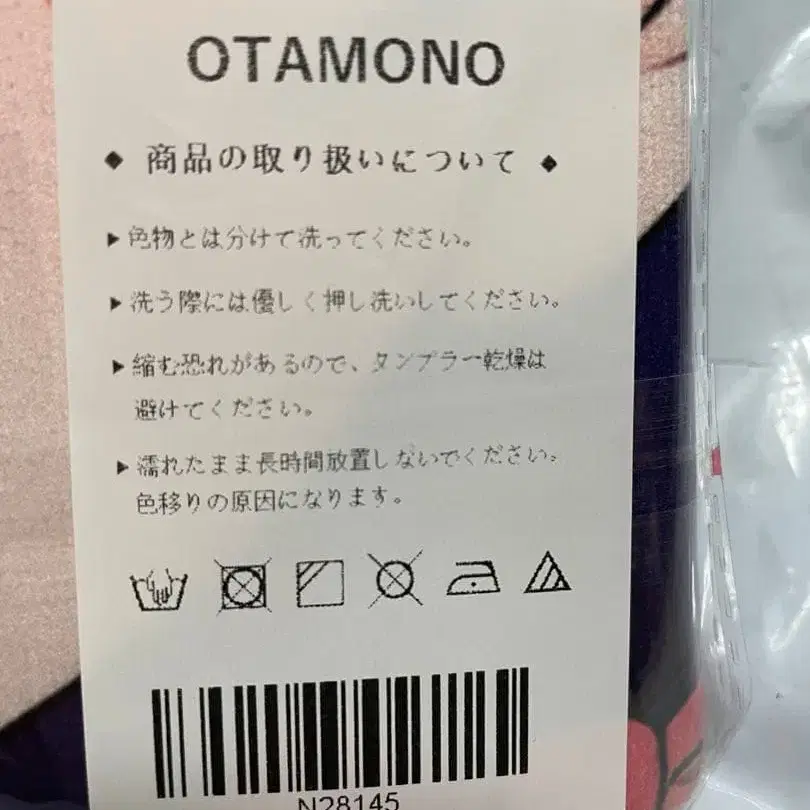 OTAMONO
◆ 商品の取り扱いについて ◆
▶色物とは分けて洗ってください。
▶洗う際には優しく押し洗いしてください。
▶縮む恐れがあるので、タンプラー乾燥は
避けてください。
▶濡れたまま長時間放置しないでください。
色移りの原因になります。
N28145